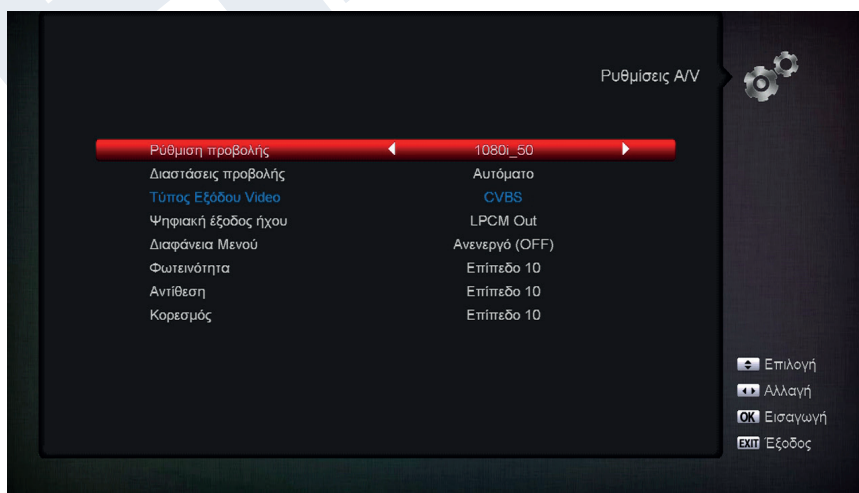 Ρυθμίσεις A/V
Ρύθμιση προβολής 1080i_50
Διαστάσεις προβολής Αυτόματο
Τύπος Εξόδου Video CVBS
Ψηφιακή έξοδος ήχου LPCM Out
Διαφάνεια Μενού Ανενεργό (OFF)
Φωτεινότητα Επίπεδο 10
Αντίθεση Επίπεδο 10
Κορεσμός Επίπεδο 10
Επιλογή
Αλλαγή
OK Εισαγωγή
EXIT Έξοδος